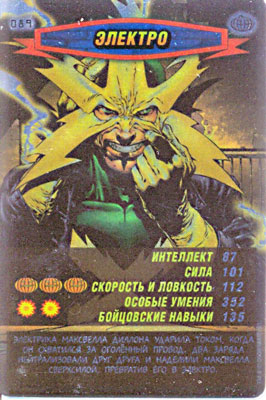 089
ЭЛЕКТРО
ИНТЕЛЛЕКТ 87
СИЛА 101
СКОРОСТЬ И ЛОВКОСТЬ 112
ОСОБЫЕ УМЕНИЯ 352
БОЙЦОВСКИЕ НАВЫКИ 135
ЭЛЕКТРИКА МАКСВЕЛЛА ДИЛЛОНА УДАРИЛА ТОКОМ, КОГДА
ОН СХВАТИЛСЯ ЗА ОГОЛЁННЫЙ ПРОВОД. ДВА ЗАРЯДА
НЕЙТРАЛИЗОВАЛИ ДРУГ ДРУГА И НАДЕЛИЛИ МАКСВЕЛЛА
СВЕРХСИЛОЙ, ПРЕВРАТИВ ЕГО В ЭЛЕКТРО.